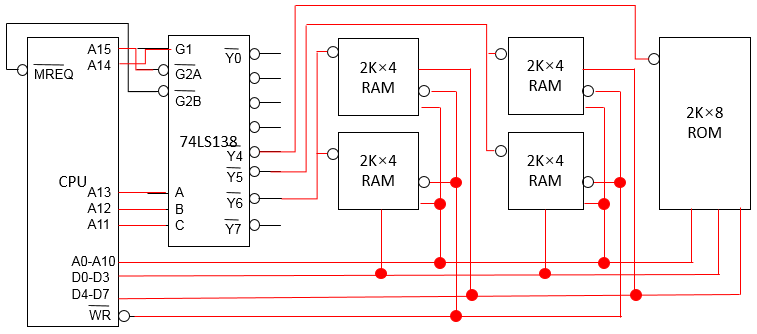 A15
A14
MREQ
CPU
A13
A12
A11
A0-A10
D0-D3
D4-D7
WR
G1
G2A
G2B
74LS138
A
B
C
Y0
Y4
Y5
Y6
Y7
2K×4
RAM
2K×4
RAM
2K×4
RAM
2K×4
RAM
2K×8
ROM